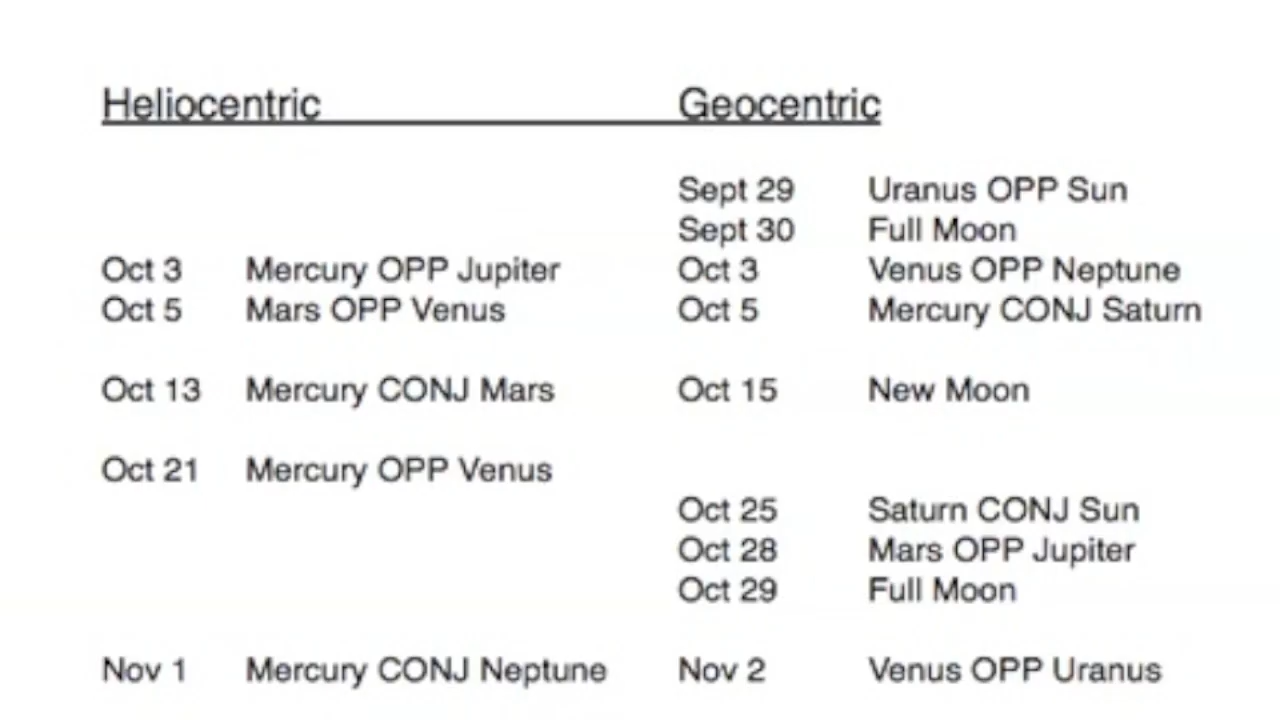 Heliocentric Geocentric
Sept 29 Uranus OPP Sun
Sept 30 Full Moon
Oct 3 Mercury OPP Jupiter Oct 3 Venus OPP Neptune
Oct 5 Mars OPP Venus Oct 5 Mercury CONJ Saturn
Oct 13 Mercury CONJ Mars Oct 15 New Moon
Oct 21 Mercury OPP Venus
Oct 25 Saturn CONJ Sun
Oct 28 Mars OPP Jupiter
Oct 29 Full Moon
Nov 1 Mercury CONJ Neptune Nov 2 Venus OPP Uranus